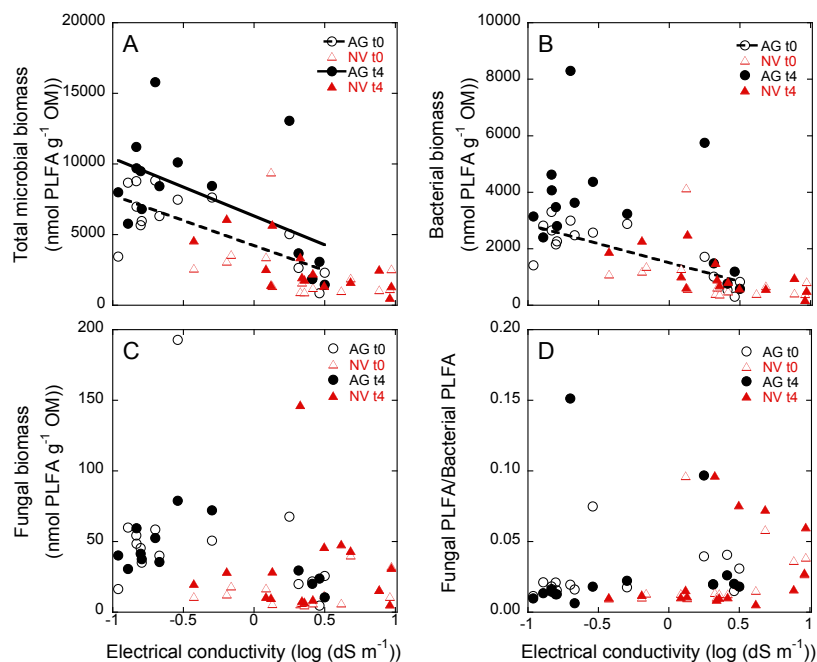 A
AG t0
NV t0
AG t4
NV t4
20000
15000
10000
5000
0
Total microbial biomass
(nmol PLFA g⁻¹ OM))
B
AG t0
NV t0
AG t4
NV t4
10000
8000
6000
4000
2000
0
Bacterial biomass
(nmol PLFA g⁻¹ OM))
C
AG t0
NV t0
AG t4
NV t4
200
150
100
50
0
Fungal biomass
(nmol PLFA g⁻¹ OM))
-1 -0.5 0 0.5 1
Electrical conductivity (log (dS m⁻¹))
D
AG t0
NV t0
AG t4
NV t4
0.20
0.15
0.10
0.05
0.00
Fungal PLFA/Bacterial PLFA
-1 -0.5 0 0.5 1
Electrical conductivity (log (dS m⁻¹))